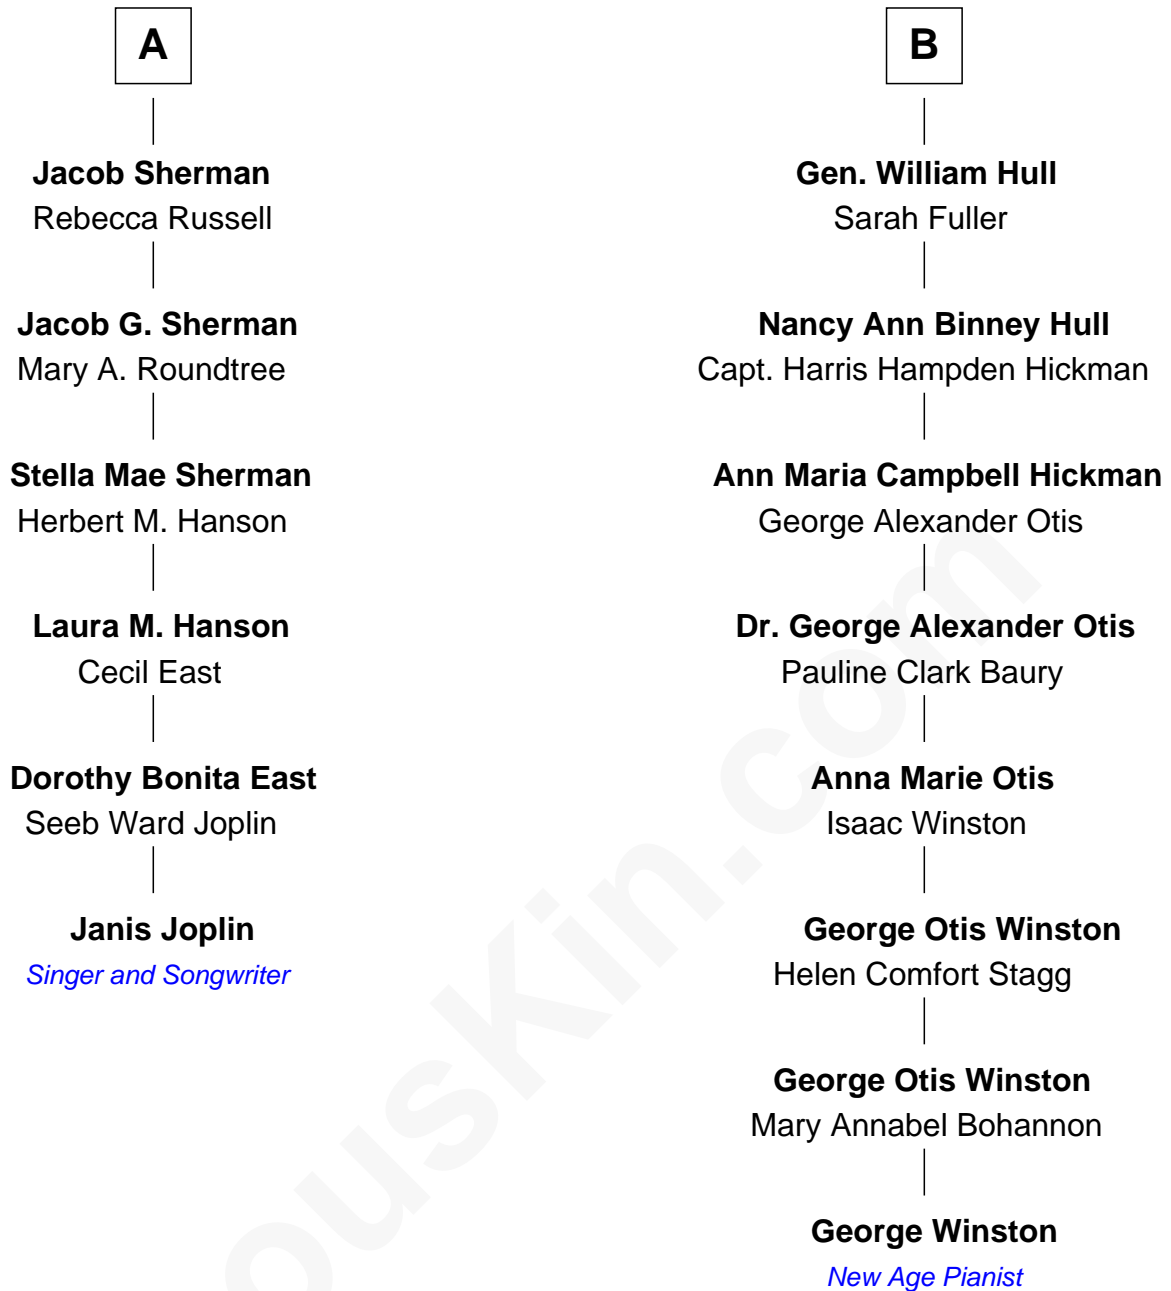 A
Jacob Sherman
Rebecca Russell
Jacob G. Sherman
Mary A. Roundtree
Stella Mae Sherman
Herbert M. Hanson
Laura M. Hanson
Cecil East
Dorothy Bonita East
Seeb Ward Joplin
Janis Joplin
Singer and Songwriter
B
Gen. William Hull
Sarah Fuller
Nancy Ann Binney Hull
Capt. Harris Hampden Hickman
Ann Maria Campbell Hickman
George Alexander Otis
Dr. George Alexander Otis
Pauline Clark Baury
Anna Marie Otis
Isaac Winston
George Otis Winston
Helen Comfort Stagg
George Otis Winston
Mary Annabel Bohannon
George Winston
New Age Pianist
ousKin.com